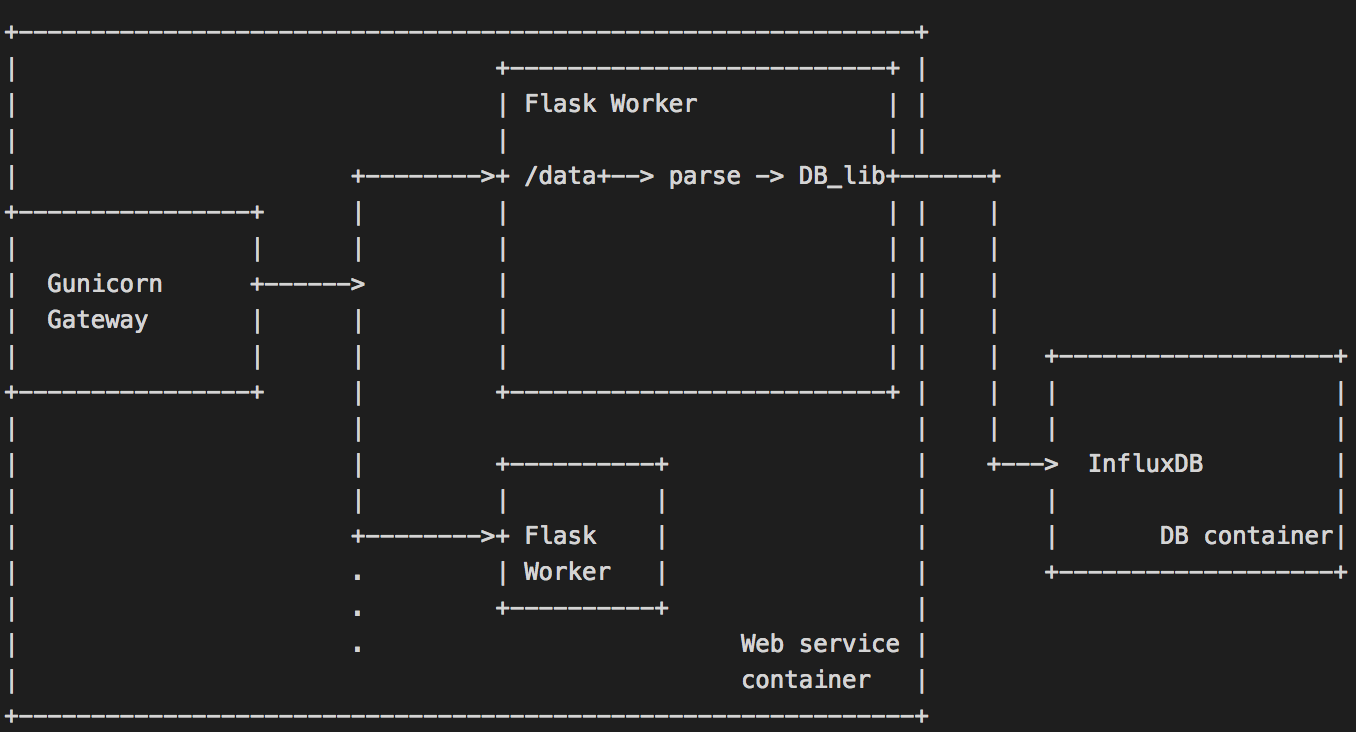 Flask Worker
/data+--> parse -> DB_lib
Gunicorn
Gateway
InfluxDB
DB container
Flask
Worker
Web service
container